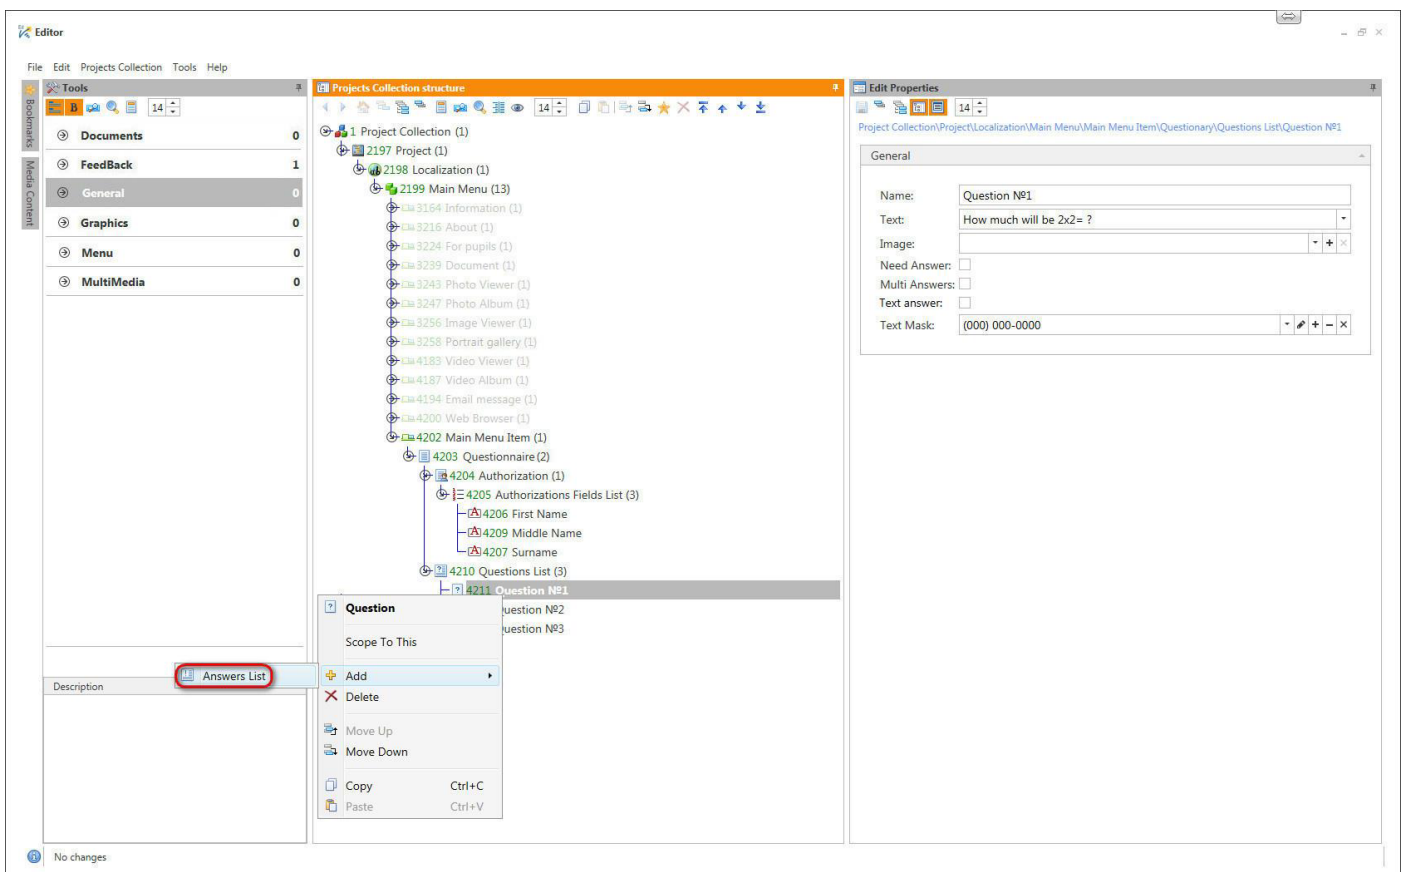 Editor
File Edit Projects Collection Tools Help
Bookmarks
Media Content
Tools
B 14
Documents 0
FeedBack 1
General 0
Graphics 0
Menu 0
MultiMedia 0
Description
Projects Collection structure
14
1 Project Collection (1)
2197 Project (1)
2198 Localization (1)
2199 Main Menu (13)
3164 Information (1)
3216 About (1)
3224 For pupils (1)
3239 Document (1)
3243 Photo Viewer (1)
3247 Photo Album (1)
3256 Image Viewer (1)
3258 Portrait gallery (1)
4183 Video Viewer (1)
4187 Video Album (1)
4194 Email message (1)
4200 Web Browser (1)
4202 Main Menu Item (1)
4203 Questionnaire (2)
4204 Authorization (1)
4205 Authorizations Fields List (3)
A 4206 First Name
A 4209 Middle Name
A 4207 Surname
4210 Questions List (3)
? 4211 Question №1
uestion №2
uestion №3
? Question
Scope To This
Add
Answers List
Delete
Move Up
Move Down
Copy Ctrl+C
Paste Ctrl+V
Edit Properties
14
Project Collection\Project\Localization\Main Menu\Main Menu Item\Questionary\Questions List\Question №1
General
Name: Question №1
Text: How much will be 2x2= ?
Image:
Need Answer:
Multi Answers:
Text answer:
Text Mask: (000) 000-0000
No changes